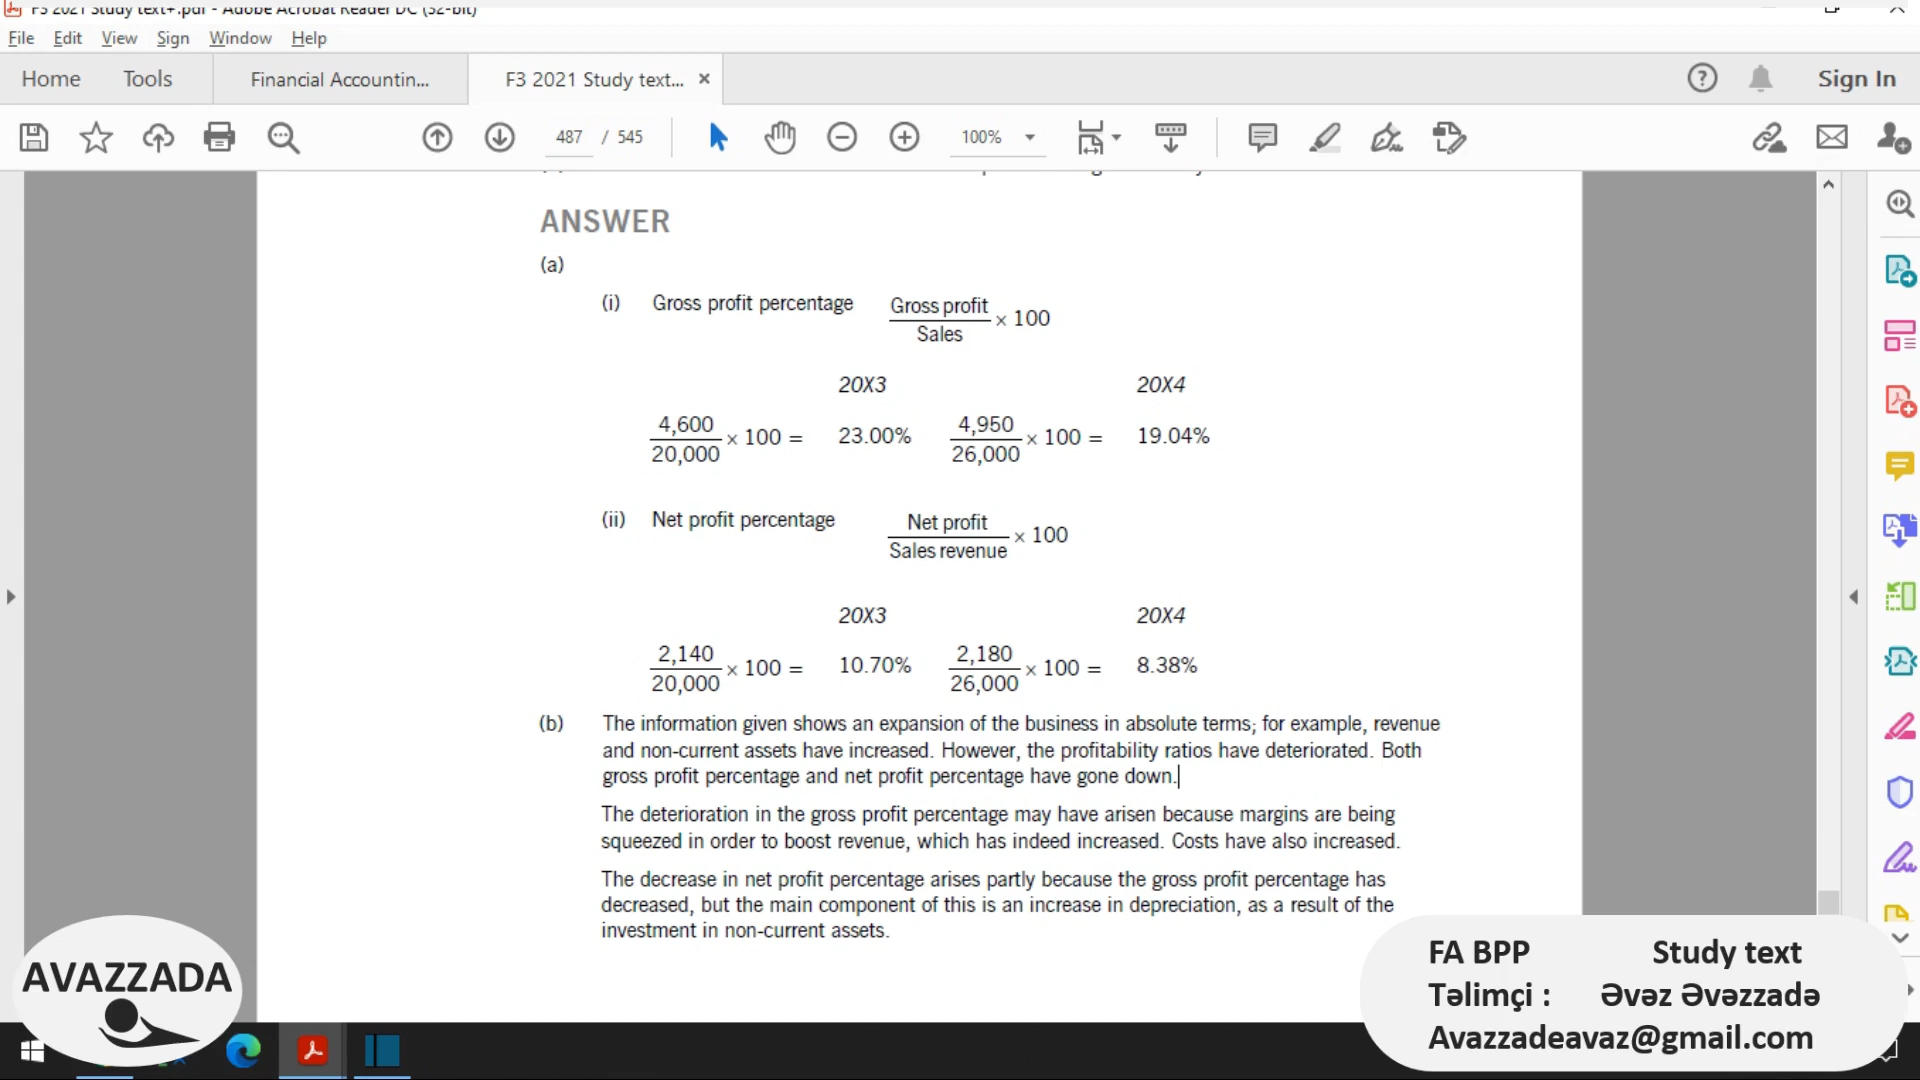 F3 2021 Study text+.pdf - Adobe Acrobat Reader DC (32-bit)
File Edit View Sign Window Help
Home Tools Financial Accountin... F3 2021 Study text... × Sign In
487 / 545 100%
ANSWER
(a)
(i) Gross profit percentage Gross profit
Sales
× 100
20X3 20X4
4,600
20,000
× 100 = 23.00% 4,950
26,000
× 100 = 19.04%
(ii) Net profit percentage Net profit
Sales revenue
× 100
20X3 20X4
2,140
20,000
× 100 = 10.70% 2,180
26,000
× 100 = 8.38%
(b) The information given shows an expansion of the business in absolute terms; for example, revenue
and non-current assets have increased. However, the profitability ratios have deteriorated. Both
gross profit percentage and net profit percentage have gone down.
The deterioration in the gross profit percentage may have arisen because margins are being
squeezed in order to boost revenue, which has indeed increased. Costs have also increased.
The decrease in net profit percentage arises partly because the gross profit percentage has
decreased, but the main component of this is an increase in depreciation, as a result of the
investment in non-current assets.
AVAZZADA
FA BPP Study text
Təlimçi : Əvəz Əvəzzadə
Avazzadeavaz@gmail.com